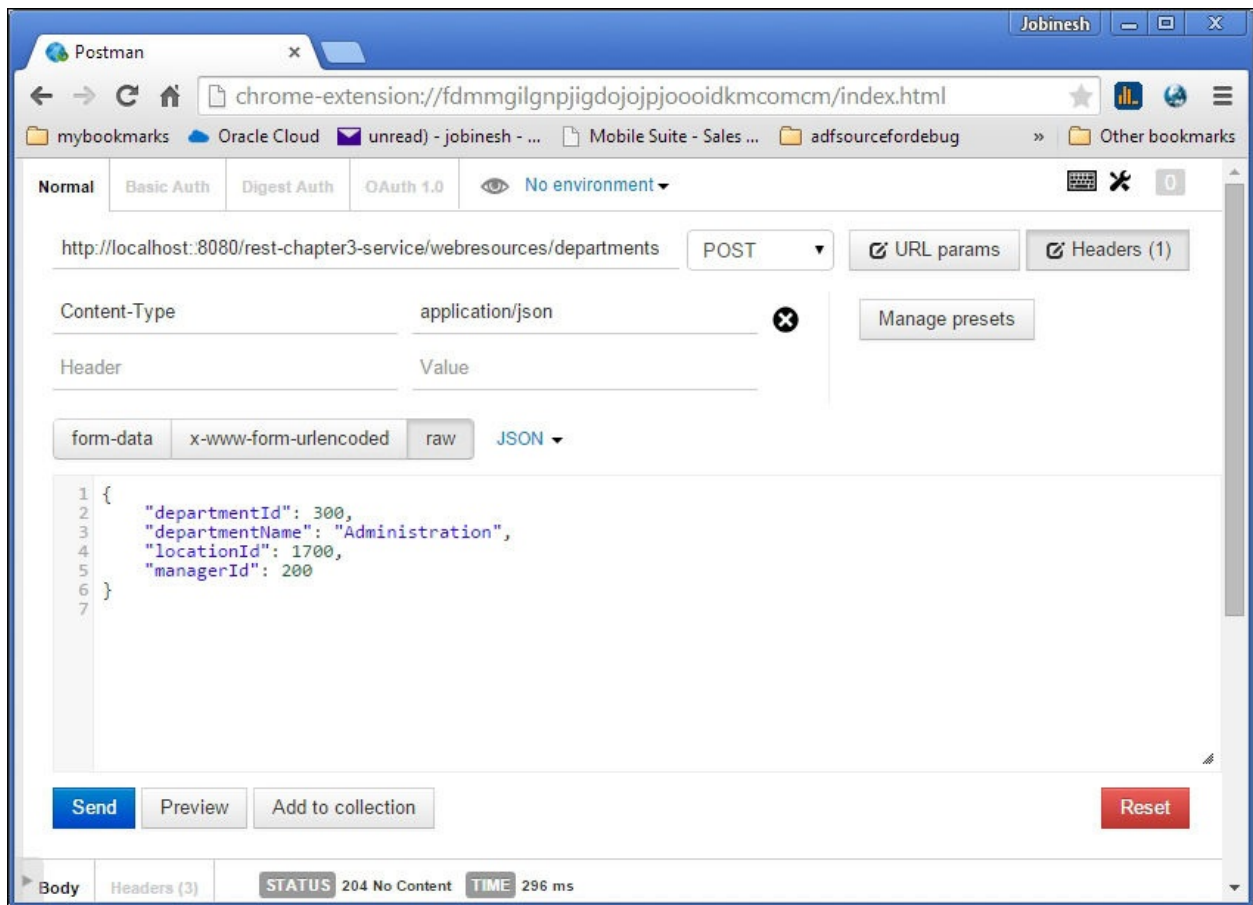 Jobinesh
Postman
chrome-extension://fdmmgilgnpjigdojojpjoooidkmcomcm/index.html
mybookmarks Oracle Cloud unread) - jobinesh - ... Mobile Suite - Sales ... adfsourcefordebug » Other bookmarks
Normal Basic Auth Digest Auth OAuth 1.0 No environment 0
http://localhost::8080/rest-chapter3-service/webresources/departments POST URL params Headers (1)
Content-Type application/json Manage presets
Header Value
form-data x-www-form-urlencoded raw JSON
1 {
2 "departmentId": 300,
3 "departmentName": "Administration",
4 "locationId": 1700,
5 "managerId": 200
6 }
7
Send Preview Add to collection Reset
Body Headers (3) STATUS 204 No Content TIME 296 ms